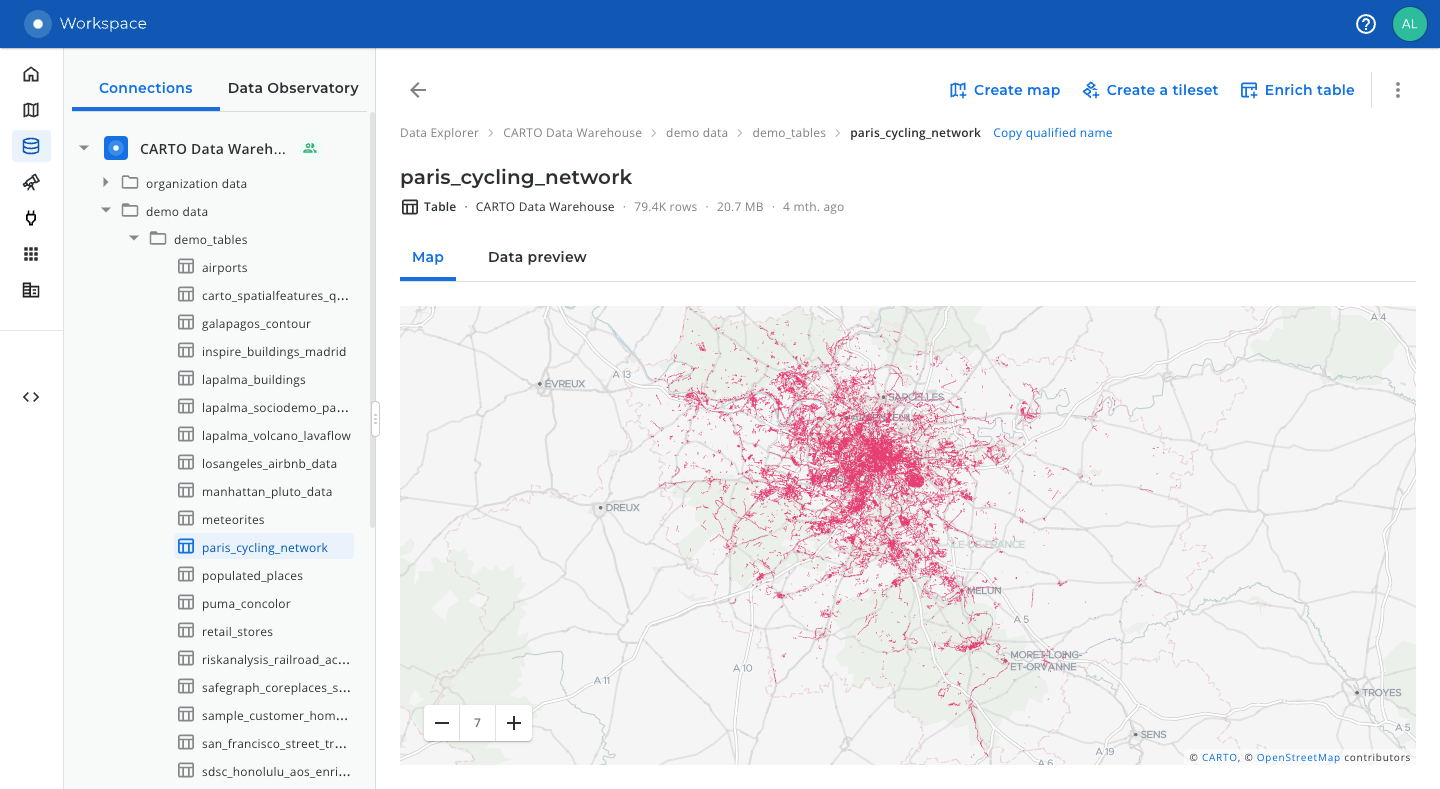 Workspace
AL
Connections
Data Observatory
CARTO Data Wareh...
organization data
demo data
demo_tables
airports
carto_spatialfeatures_q...
galapagos_contour
inspire_buildings_madrid
lapalma_buildings
lapalma_sociodemo_pa...
lapalma_volcano_lavaflow
losangeles_airbnb_data
manhattan_pluto_data
meteorites
paris_cycling_network
populated_places
puma_concolor
retail_stores
riskanalysis_railroad_ac...
safegraph_coreplaces_s...
sample_customer_hom...
san_francisco_street_tr...
sdsc_honolulu_aos_enri...
Create map
Create a tileset
Enrich table
Data Explorer > CARTO Data Warehouse > demo data > demo_tables > paris_cycling_network Copy qualified name
paris_cycling_network
Table · CARTO Data Warehouse · 79.4K rows · 20.7 MB · 4 mth. ago
Map
Data preview
A 4
A 13
ÉVREUX
SARCELLES
DREUX
ÎLE-DE-FRANCE
MELUN
A 5
MORET-LOING-
ET-ORVANNE
A 10
A 11
TROYES
A 5
SENS
A 19
A 6
7
© CARTO, © OpenStreetMap contributors